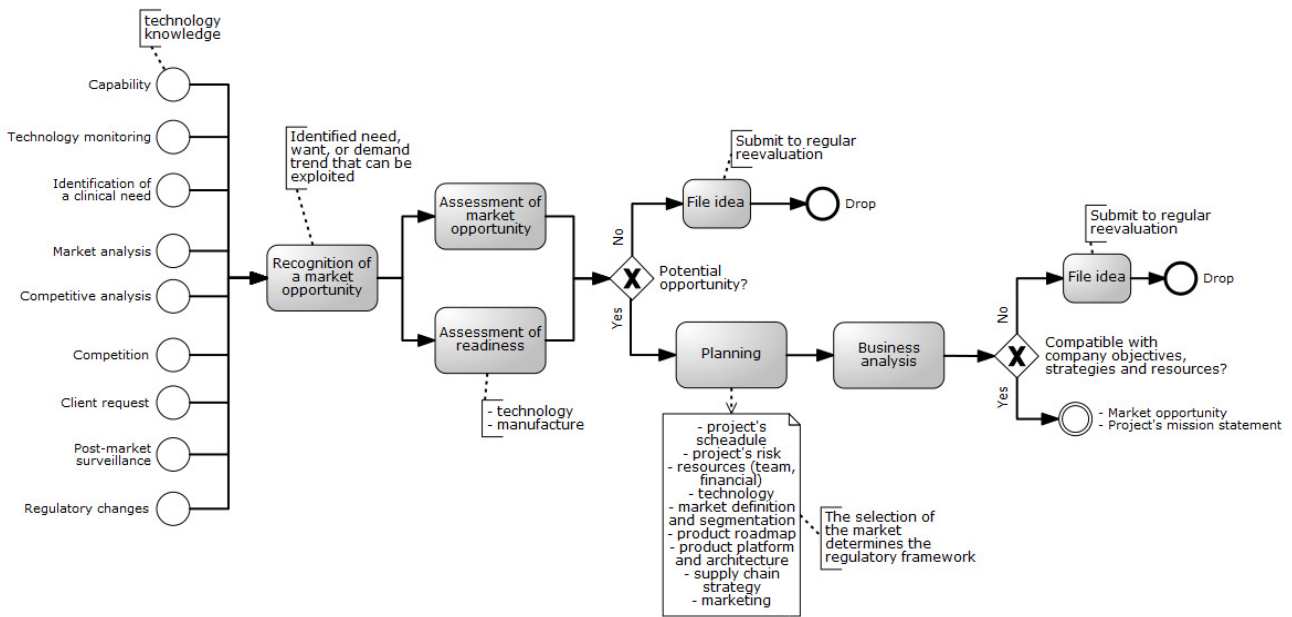 technology
knowledge
Capability
Technology monitoring
Identification of
a clinical need
Market analysis
Competitive analysis
Competition
Client request
Post-market
surveillance
Regulatory changes
Identified need,
want, or demand
trend that can be
exploited
Recognition of
a market
opportunity
Assessment of
market
opportunity
Assessment of
readiness
- technology
- manufacture
X
Potential
opportunity?
No
Yes
Submit to regular
reevaluation
File idea
Drop
Planning
Business
analysis
- project's
scheadule
- project's risk
- resources (team,
financial)
- technology
- market definition
and segmentation
- product roadmap
- product platform
and architecture
- supply chain
strategy
- marketing
The selection of
the market
determines the
regulatory framework
X
Compatible with
company objectives,
strategies and resources?
No
Yes
Submit to regular
reevaluation
File idea
Drop
- Market opportunity
- Project's mission statement